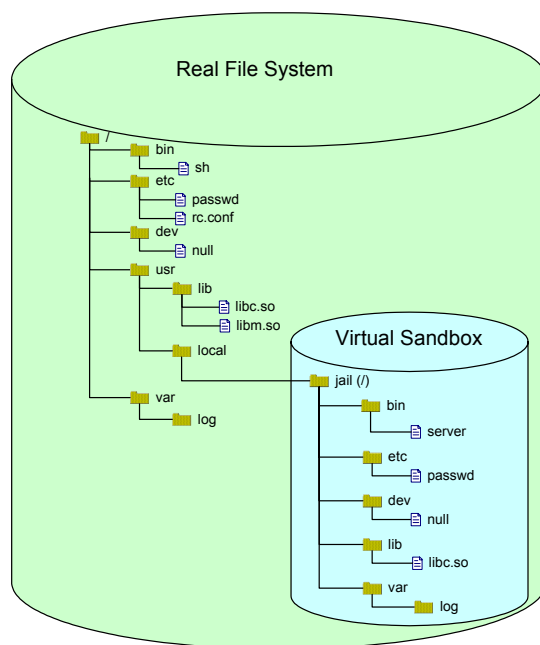 Real File System
/
bin
sh
etc
passwd
rc.conf
dev
null
usr
lib
libc.so
libm.so
local
var
log
Virtual Sandbox
jail (/)
bin
server
etc
passwd
dev
null
lib
libc.so
var
log